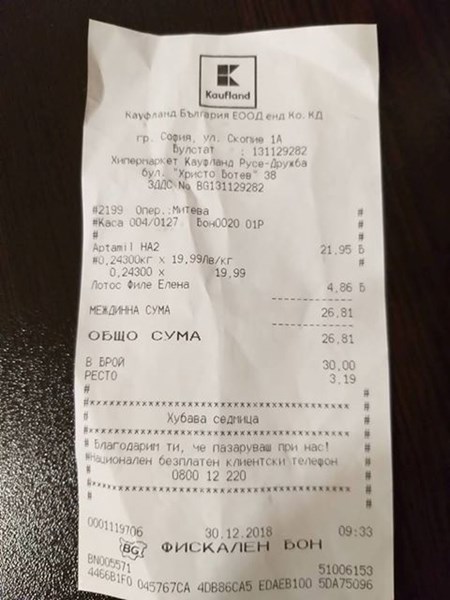 Kaufland
Кауфланд България ЕООД енд Ко. КД
гр. София, ул. Скопие 1А
Булстат : 131129282
Хипермаркет Кауфланд Русе-Дружба
бул. "Христо Ботев" 38
ЗДДС No BG131129282
#2199 Опер.:Митева #
#Каса 004/0127 Бон0020 01P #
# #
Aptamil HA2 21,95 Б
#0,24300кг x 19,99Лв/кг #
0,24300 x 19,99
Лотос Филе Елена 4,86 Б
------------
МЕЖДИННА СУМА 26,81
------------
ОБЩО СУМА 26,81
В БРОЙ 30,00
РЕСТО 3,19
# #
Хубава седмица
# Благодарим ти, че пазаруваш при нас! #
#Национален безплатен клиентски телефон #
0800 12 220
0001119706 30.12.2018 09:33
BG ФИСКАЛЕН БОН
BN005571 51006153
4466B1F0 045767CA 4DB86CA5 EDAEB100 5DA75096